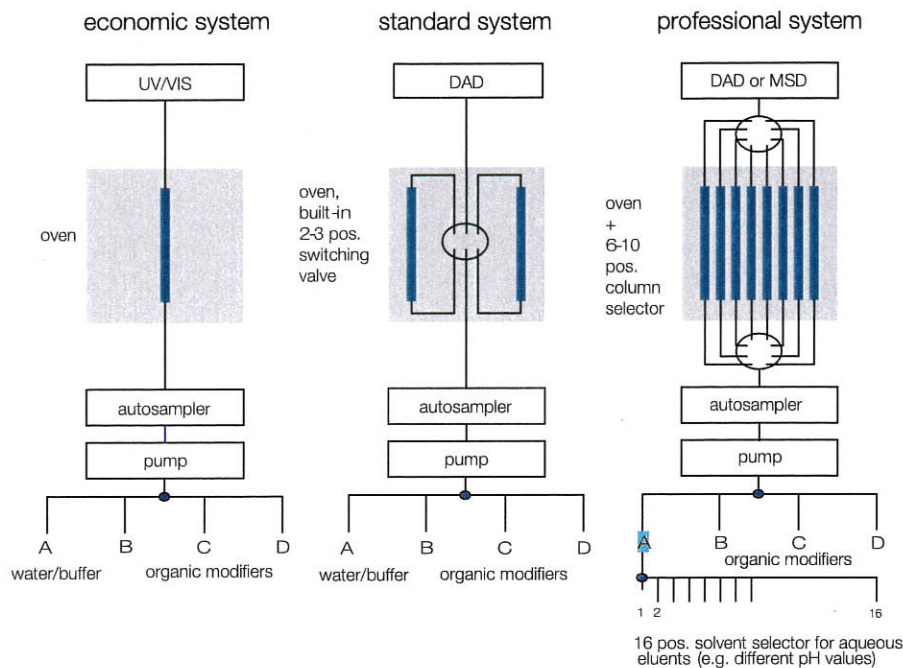 economic system
UV/VIS
oven
autosampler
pump
A
B
C
D
water/buffer
organic modifiers
standard system
DAD
oven,
built-in
2-3 pos.
switching
valve
autosampler
pump
A
B
C
D
water/buffer
organic modifiers
professional system
DAD or MSD
oven
+
6-10
pos.
column
selector
autosampler
pump
A
B
C
D
organic modifiers
1
2
16
16 pos. solvent selector for aqueous
eluents (e.g. different pH values)